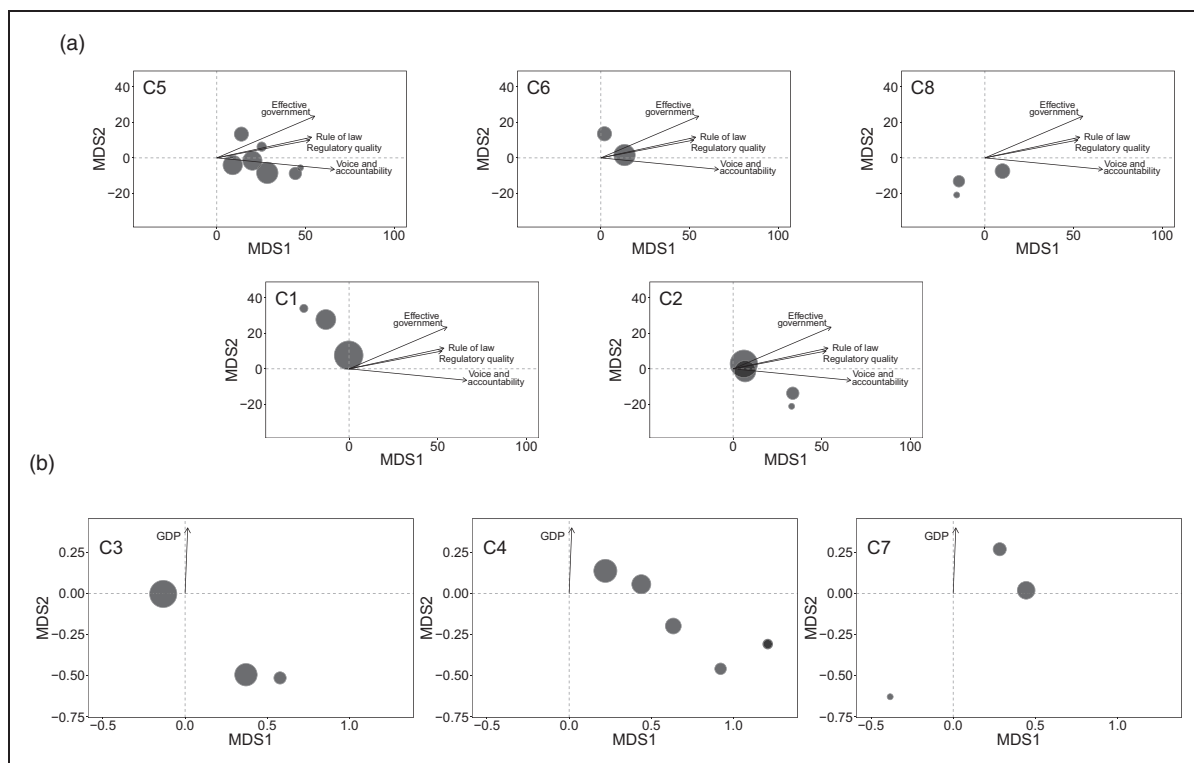 (a)
C5
40
20
0
−20
MDS2
0
50
100
MDS1
Effective
government
Rule of law
Regulatory quality
Voice and
accountability
C6
40
20
0
−20
MDS2
0
50
100
MDS1
Effective
government
Rule of law
Regulatory quality
Voice and
accountability
C8
40
20
0
−20
MDS2
0
50
100
MDS1
Effective
government
Rule of law
Regulatory quality
Voice and
accountability
C1
40
20
0
−20
MDS2
0
50
100
MDS1
Effective
government
Rule of law
Regulatory quality
Voice and
accountability
C2
40
20
0
−20
MDS2
0
50
100
MDS1
Effective
government
Rule of law
Regulatory quality
Voice and
accountability
(b)
C3
GDP
0.25
0.00
−0.25
−0.50
−0.75
MDS2
−0.5
0.0
0.5
1.0
MDS1
C4
GDP
0.25
0.00
−0.25
−0.50
−0.75
MDS2
−0.5
0.0
0.5
1.0
MDS1
C7
GDP
0.25
0.00
−0.25
−0.50
−0.75
MDS2
−0.5
0.0
0.5
1.0
MDS1